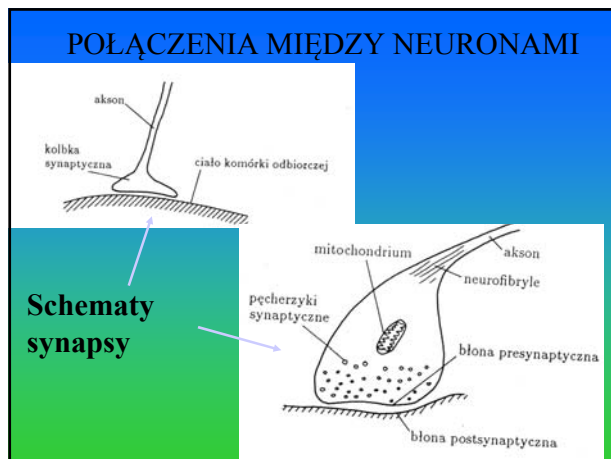 POŁĄCZENIA MIĘDZY NEURONAMI
akson
kolbka
synaptyczna
ciało komórki odbiorczej
Schematy
synapsy
mitochondrium
akson
neurofibryle
pęcherzyki
synaptyczne
błona presynaptyczna
błona postsynaptyczna